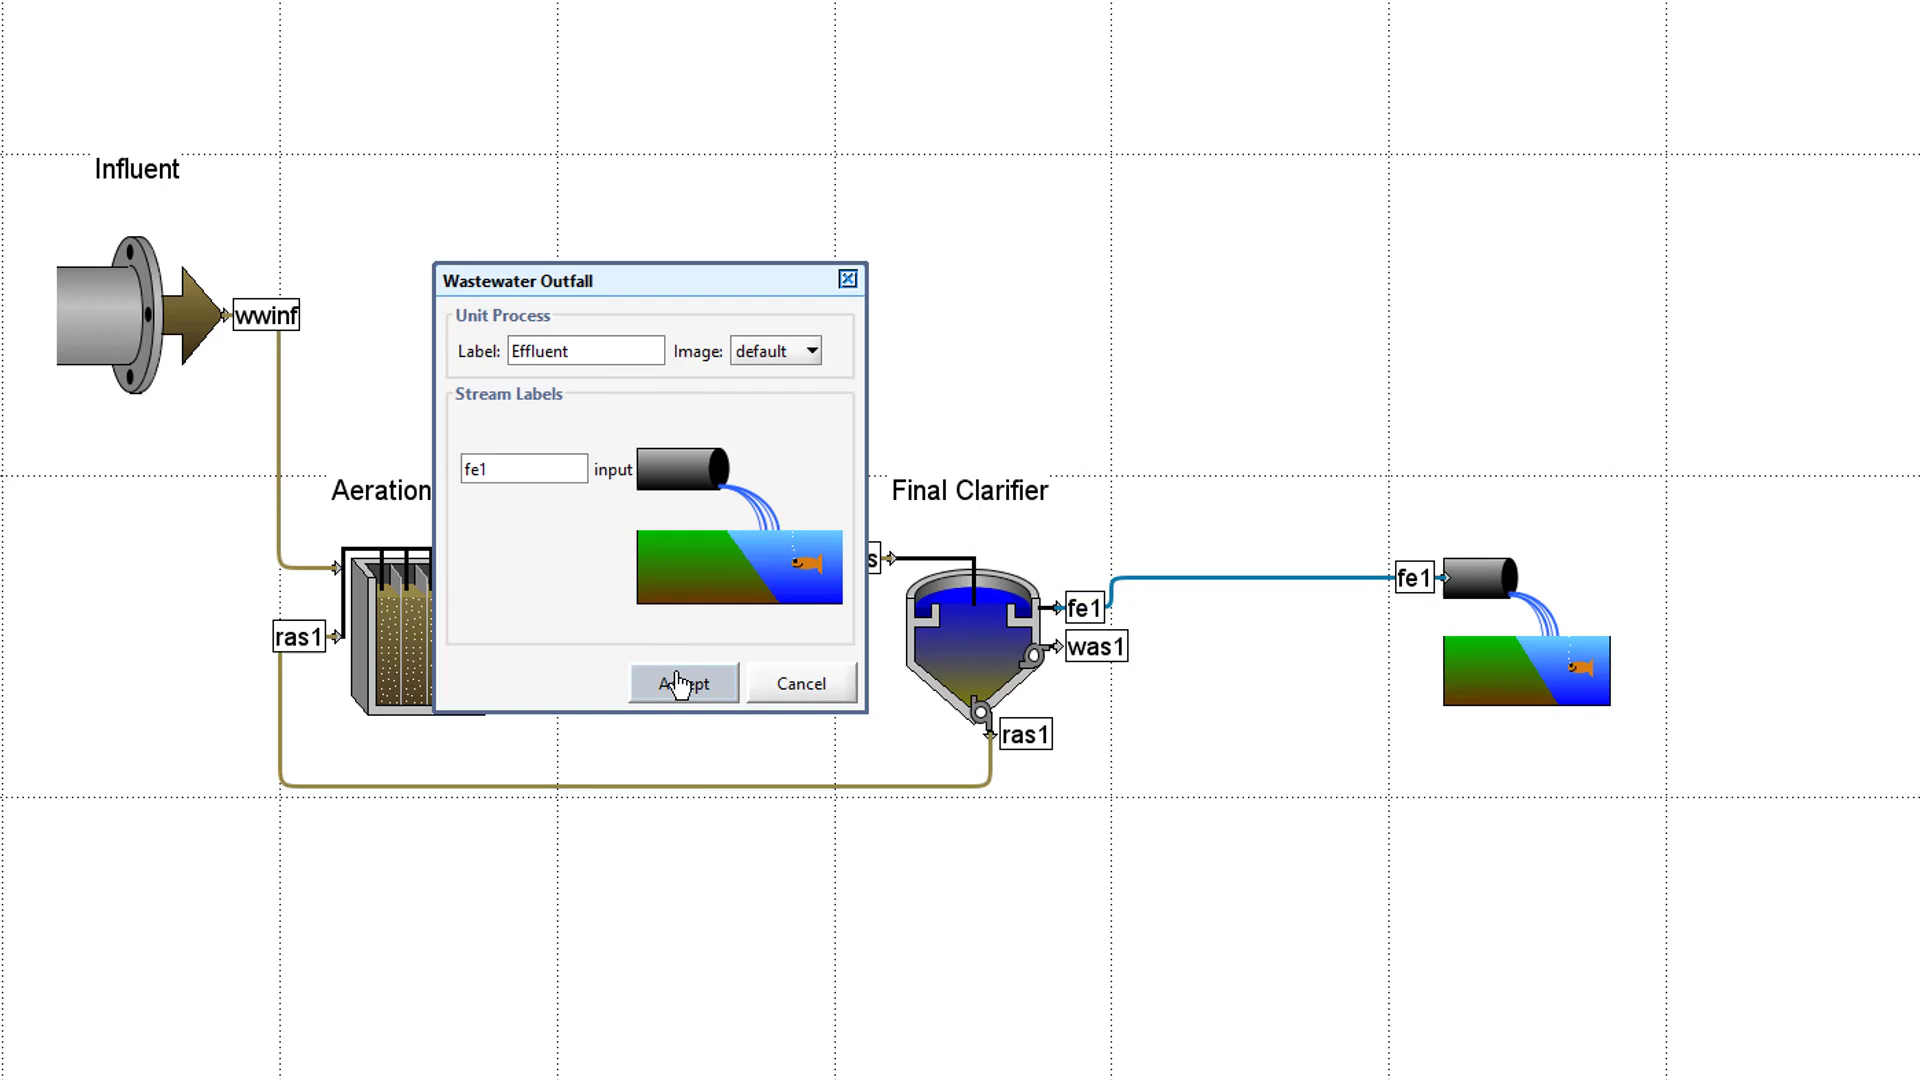 Influent
wwinf
Wastewater Outfall
Unit Process
Label: Effluent Image: default
Stream Labels
fe1 input
Accept Cancel
Aeration
Final Clarifier
s
fe1
was1
ras1
ras1
fe1